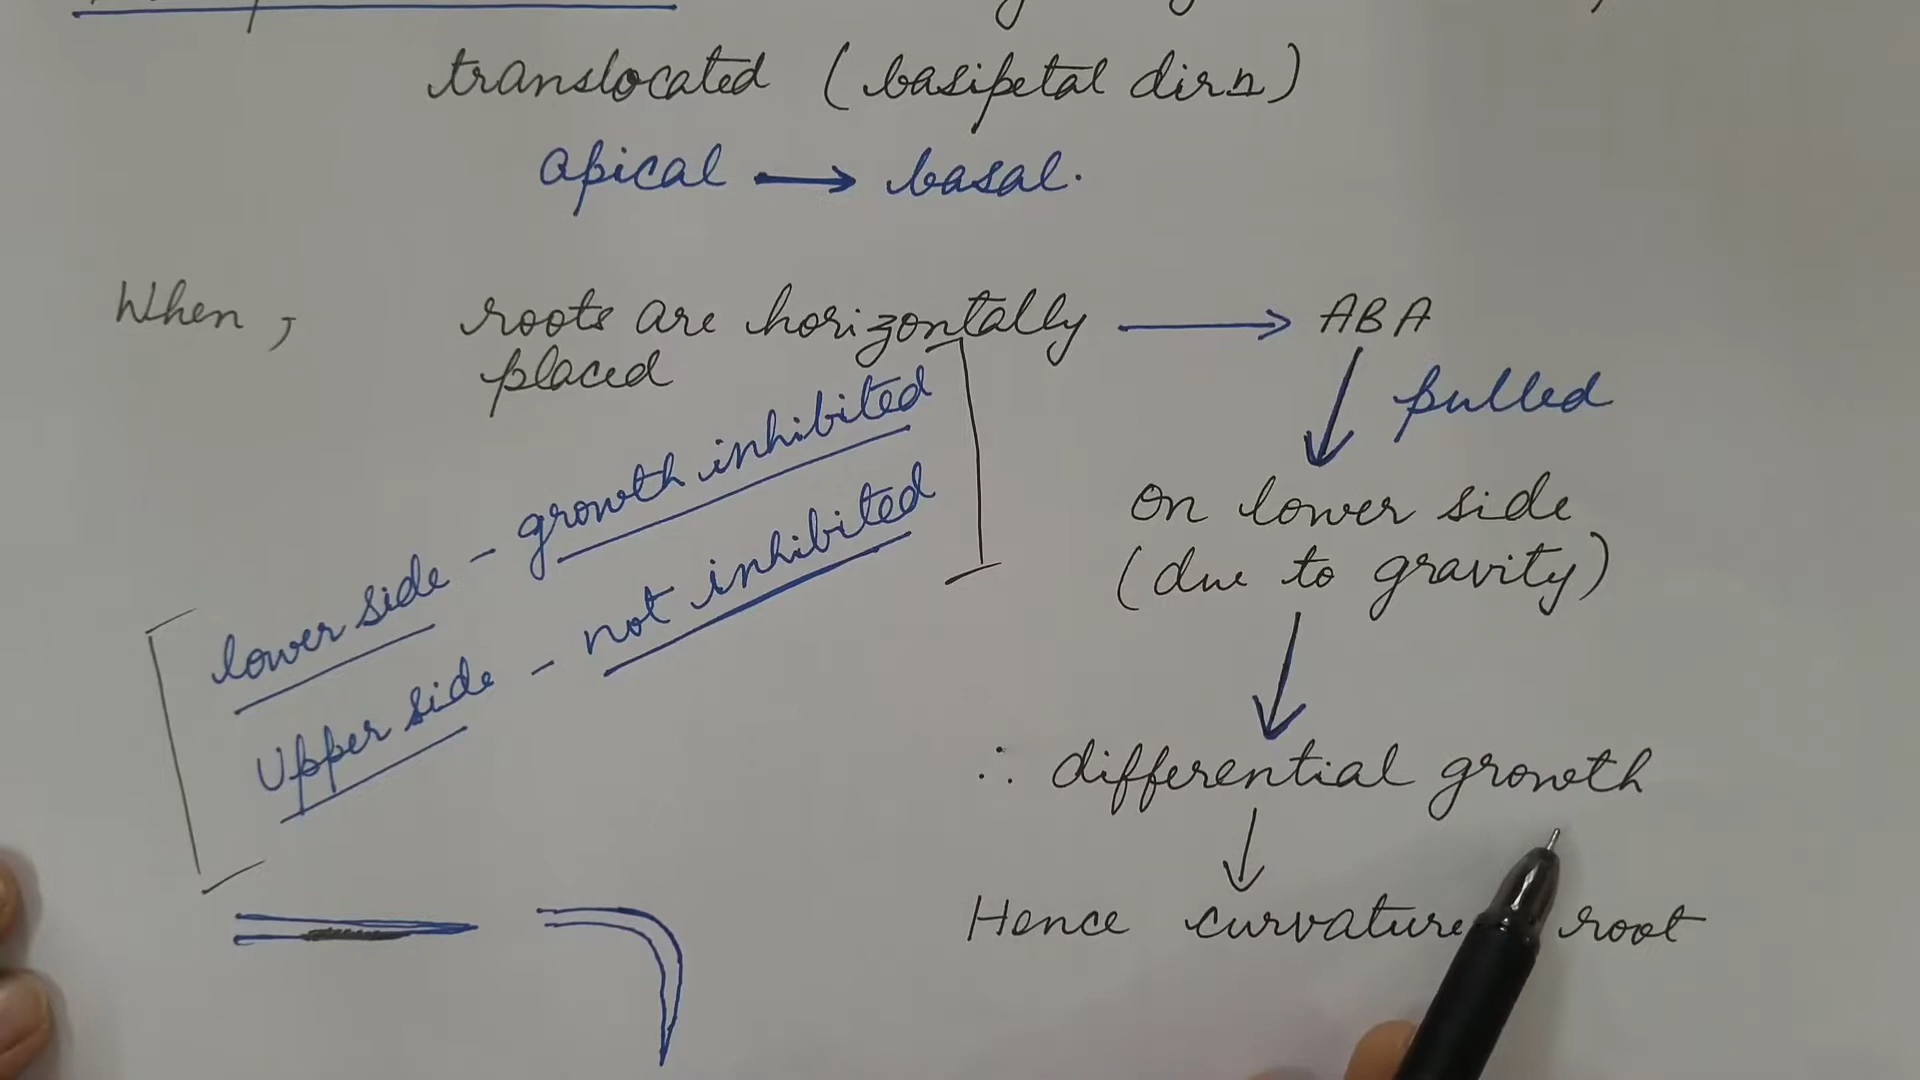 translocated (basipetal dirn)
apical → basal.
When, roots are horizontally → ABA
placed
pulled
lower side - growth inhibited
Upper side - not inhibited
On lower side
(due to gravity)
∴ differential growth
Hence curvature root